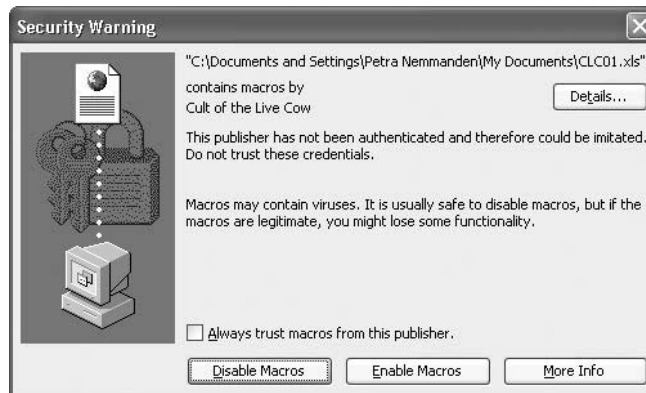 Security Warning
"C:\Documents and Settings\Petra Nemmanden\My Documents\CLC01.xls"
contains macros by
Cult of the Live Cow
Details...
This publisher has not been authenticated and therefore could be imitated.
Do not trust these credentials.
Macros may contain viruses. It is usually safe to disable macros, but if the
macros are legitimate, you might lose some functionality.
Always trust macros from this publisher.
Disable Macros
Enable Macros
More Info